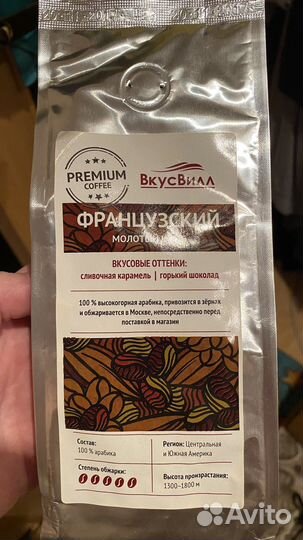 PREMIUM
COFFEE
ВкусВилл
ФРАНЦУЗСКИЙ
МОЛОТЫЙ
ВКУСОВЫЕ ОТТЕНКИ:
сливочная карамель | горький шоколад
100 % высокогорная арабика, привозится в зёрнах
и обжаривается в Москве, непосредственно перед
поставкой в магазин
Состав:
100 % арабика
Регион: Центральная
и Южная Америка
Степень обжарки:
Высота произрастания:
1300–1800 м
Avito